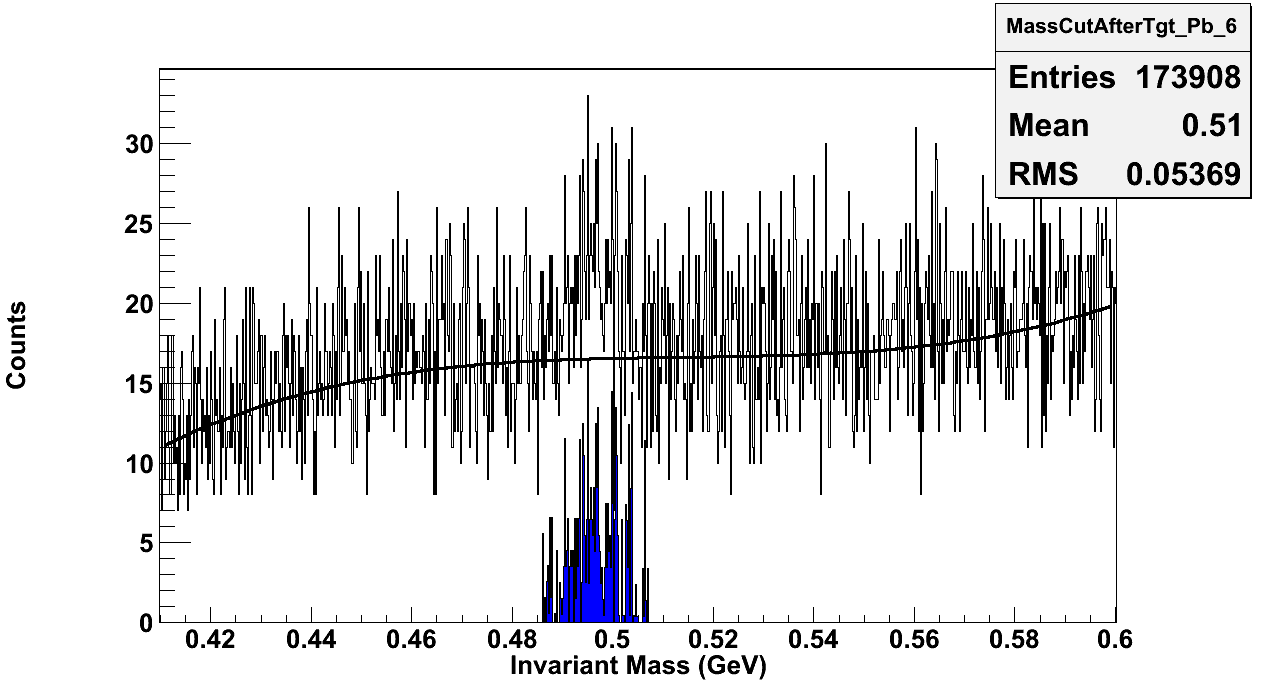 MassCutAfterTgt_Pb_6
Entries 173908
Mean 0.51
RMS 0.05369
Counts
30
25
20
15
10
5
0
0.42 0.44 0.46 0.48 0.5 0.52 0.54 0.56 0.58 0.6
Invariant Mass (GeV)